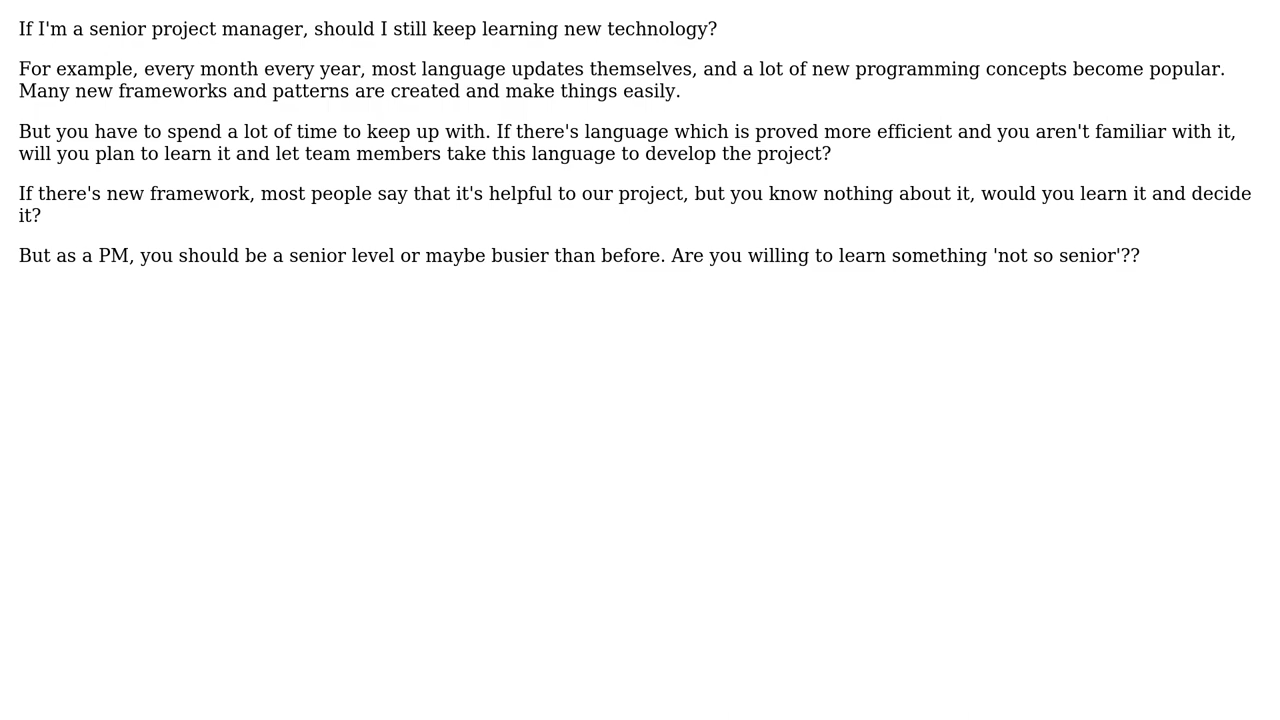 If I'm a senior project manager, should I still keep learning new technology?
For example, every month every year, most language updates themselves, and a lot of new programming concepts become popular.
Many new frameworks and patterns are created and make things easily.
But you have to spend a lot of time to keep up with. If there's language which is proved more efficient and you aren't familiar with it,
will you plan to learn it and let team members take this language to develop the project?
If there's new framework, most people say that it's helpful to our project, but you know nothing about it, would you learn it and decide
it?
But as a PM, you should be a senior level or maybe busier than before. Are you willing to learn something 'not so senior'??